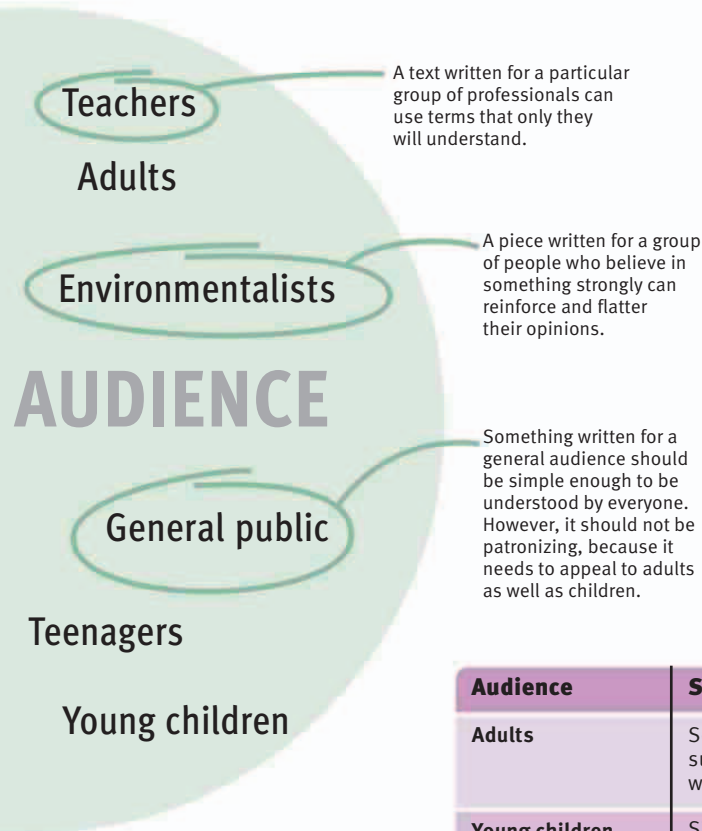 Teachers
A text written for a particular
group of professionals can
use terms that only they
will understand.
Adults
Environmentalists
A piece written for a group
of people who believe in
something strongly can
reinforce and flatter
their opinions.
AUDIENCE
General public
Something written for a
general audience should
be simple enough to be
understood by everyone.
However, it should not be
patronizing, because it
needs to appeal to adults
as well as children.
Teenagers
Young children
Audience
Adults
Young children